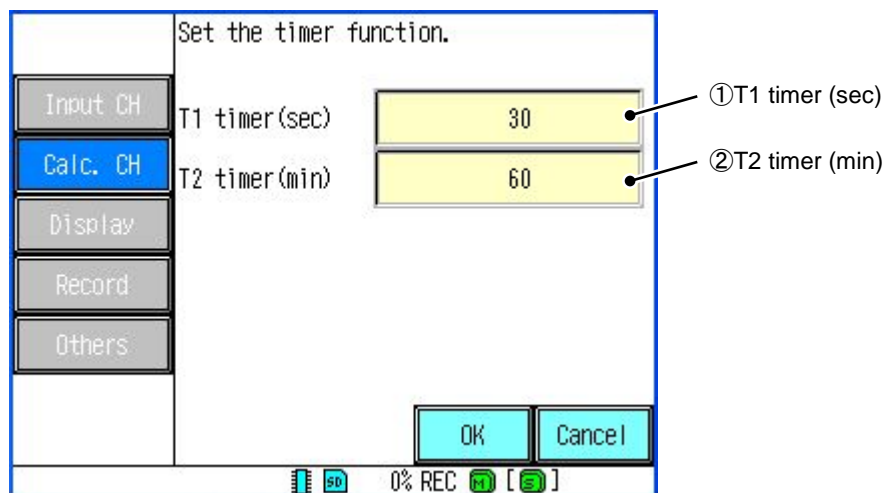 Set the timer function.
Input CH
Calc. CH
Display
Record
Others
T1 timer(sec)
30
T2 timer(min)
60
①T1 timer (sec)
②T2 timer (min)
OK
Cancel
SD
0% REC M [S]